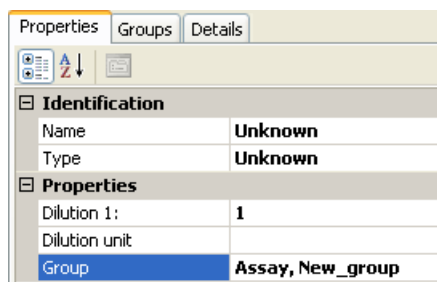 Properties Groups Details
A Z
Identification
Name Unknown
Type Unknown
Properties
Dilution 1: 1
Dilution unit
Group Assay, New_group